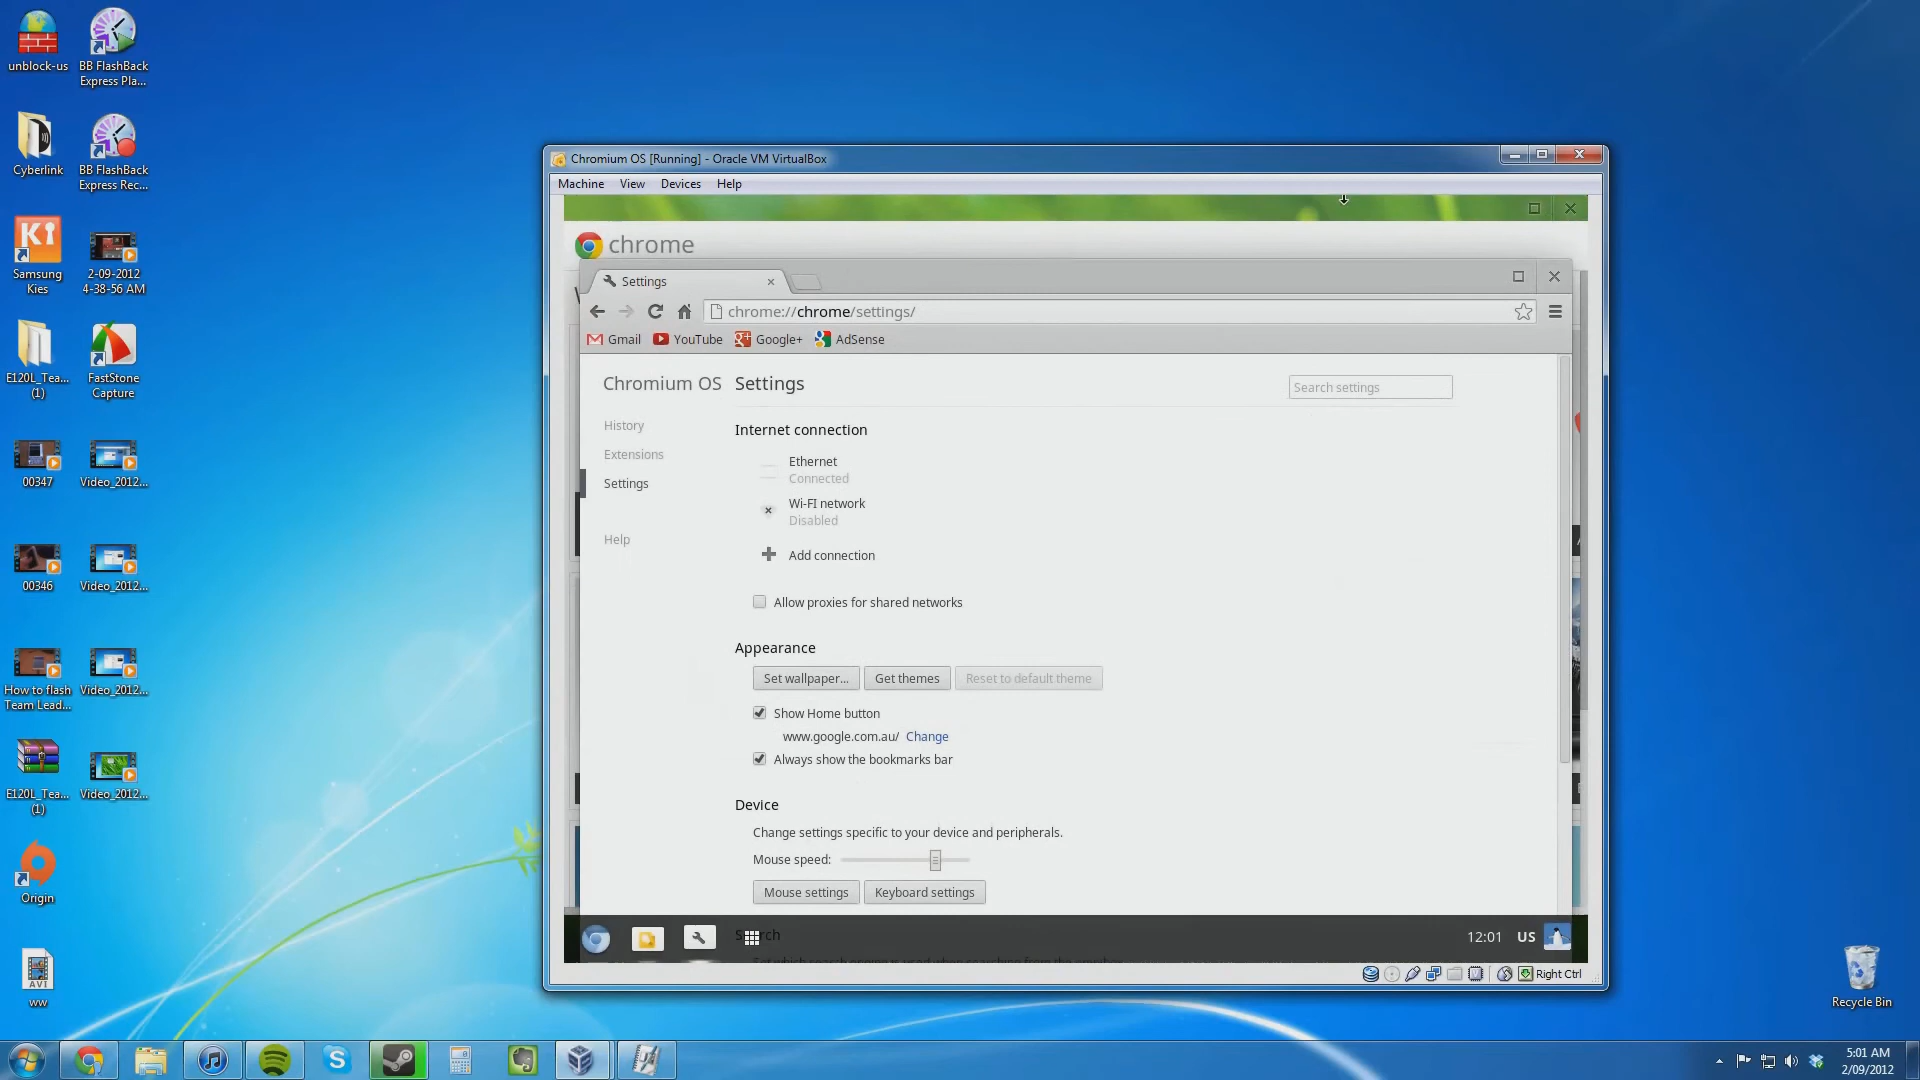 unblock-us
BB FlashBack
Express Pla...
Cyberlink
BB FlashBack
Express Rec...
Ki
Samsung
Kies
2-09-2012
4-38-56 AM
E120L_Tea...
(1)
FastStone
Capture
00347
Video_2012...
00346
Video_2012...
How to flash
Team Lead...
Video_2012...
E120L_Tea...
(1)
Video_2012...
Origin
AVI
ww
Recycle Bin
Chromium OS [Running] - Oracle VM VirtualBox
Machine View Devices Help
chrome
Settings
chrome://chrome/settings/
Gmail YouTube Google+ AdSense
Chromium OS Settings
Search settings
History
Extensions
Settings
Help
Internet connection
Ethernet
Connected
Wi-FI network
Disabled
Add connection
Allow proxies for shared networks
Appearance
Set wallpaper... Get themes Reset to default theme
Show Home button
www.google.com.au/ Change
Always show the bookmarks bar
Device
Change settings specific to your device and peripherals.
Mouse speed:
Mouse settings Keyboard settings
12:01 US
Right Ctrl
5:01 AM
2/09/2012